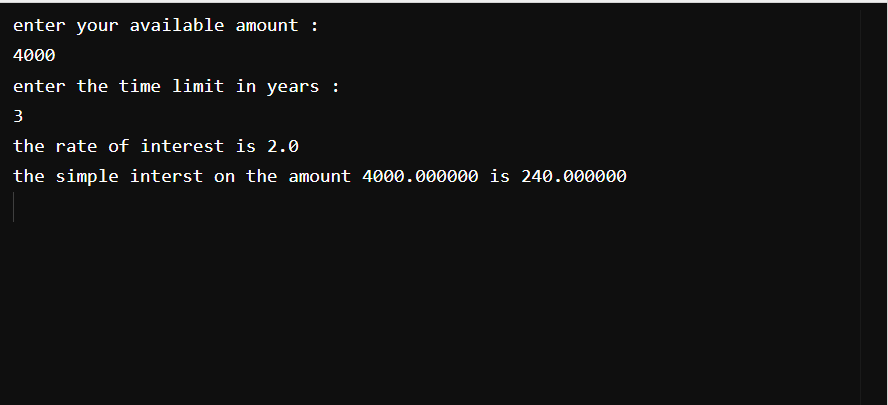 enter your available amount :
4000
enter the time limit in years :
3
the rate of interest is 2.0
the simple interst on the amount 4000.000000 is 240.000000